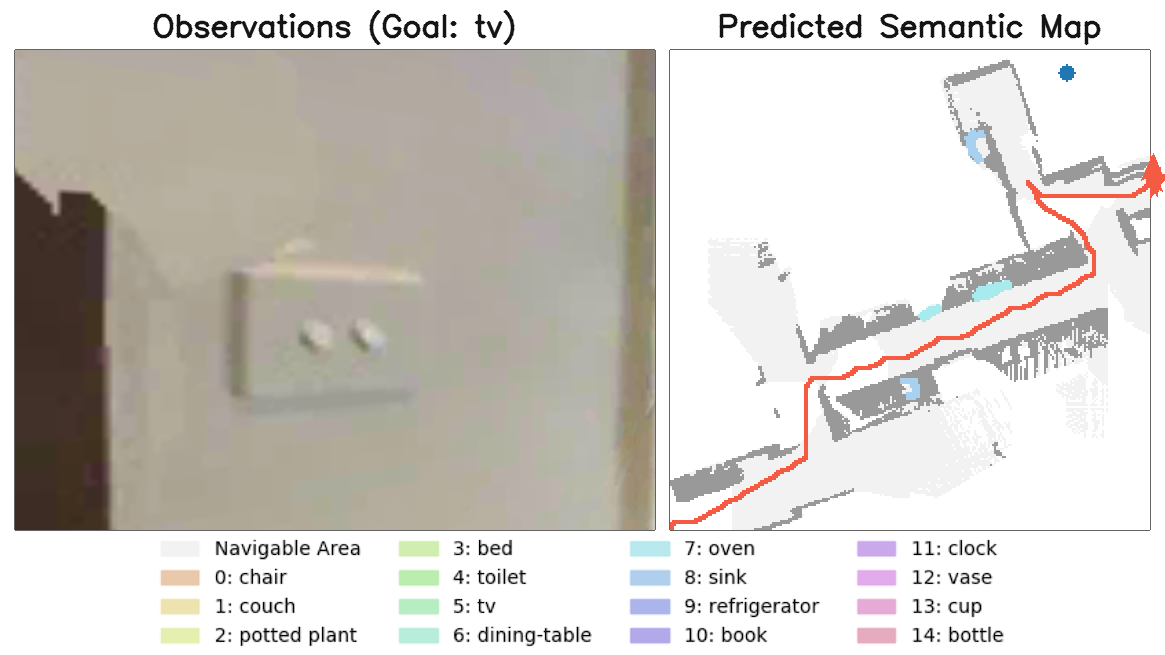 Observations (Goal: tv)
Predicted Semantic Map
Navigable Area
0: chair
1: couch
2: potted plant
3: bed
4: toilet
5: tv
6: dining-table
7: oven
8: sink
9: refrigerator
10: book
11: clock
12: vase
13: cup
14: bottle